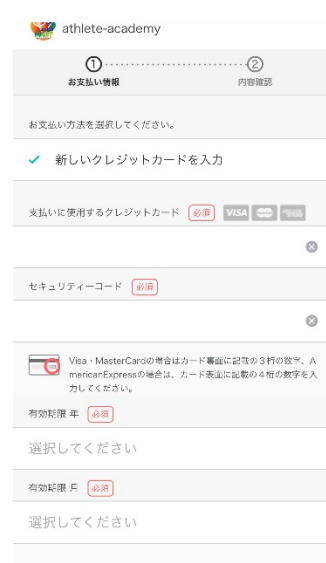 athlete-academy
① ②
お支払い情報 内容確認
お支払い方法を選択してください。
新しいクレジットカードを入力
支払いに使用するクレジットカード 必須 VISA
セキュリティーコード 必須
Visa・MasterCardの場合はカード裏面に記載の3桁の数字、A
mericanExpressの場合は、カード表面に記載の4桁の数字を入
力してください。
有効期限 年 必須
選択してください
有効期限 月 必須
選択してください